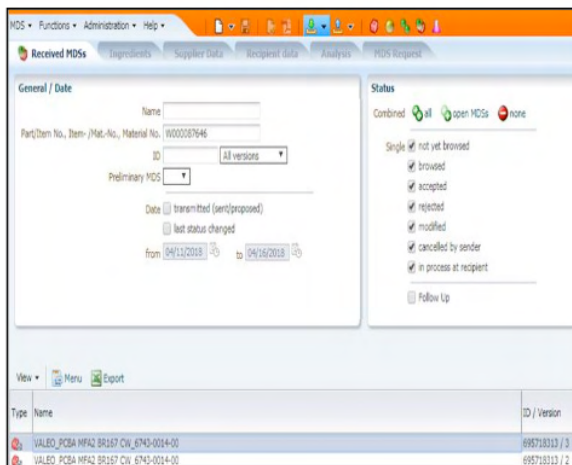 MDS Functions Administration Help
Received MDSs Ingredients Supplier Data Recipient data Analysis MDS Request
General / Date
Name
Part/Item No., Item- /Mat.-No., Material No. W000087646
ID All versions
Preliminary MDS
Date transmitted (sent/proposed)
last status changed
from 04/11/2018 to 04/16/2018
Status
Combined all open MDSs none
Single not yet browsed
browsed
accepted
rejected
modified
cancelled by sender
in process at recipient
Follow Up
View Menu Export
Type Name ID / Version
VALEO_PCBA MFA2 BR167 CW_6743-0014-00 695718313 / 3
VALEO_PCBA MFA2 BR167 CW_6743-0014-00 695718313 / 2